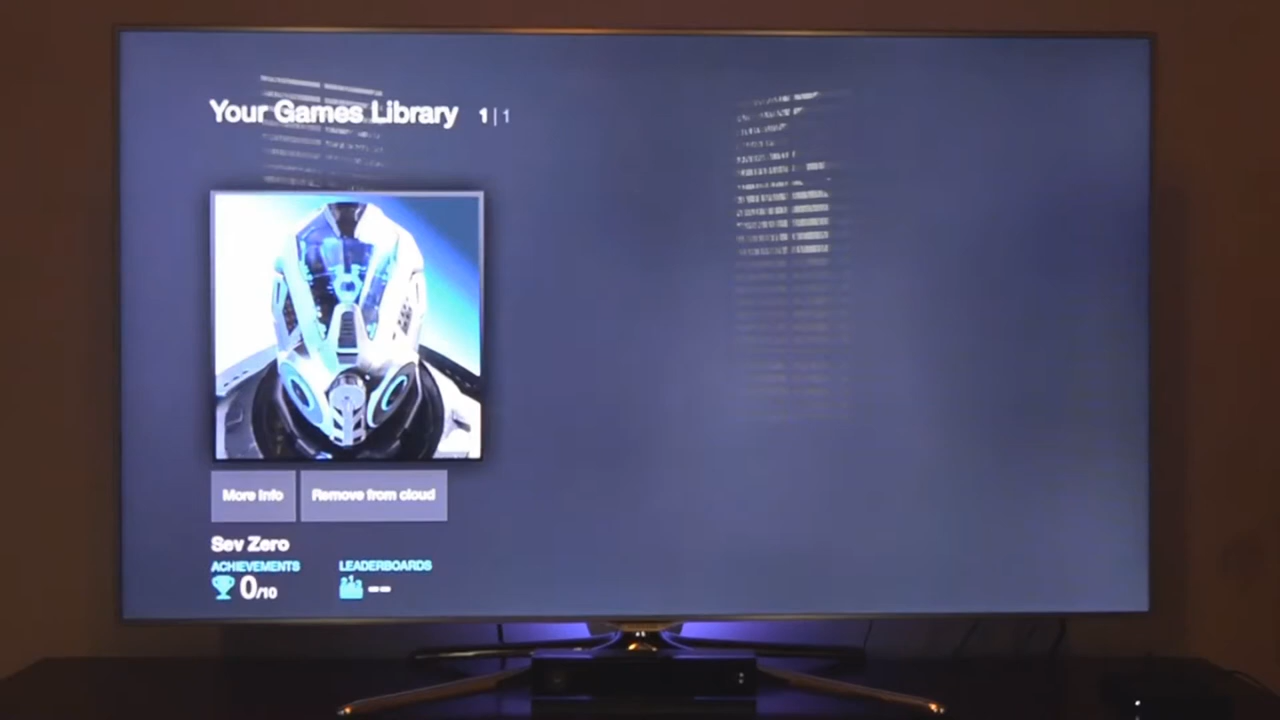 Your Games Library 1|1
More Info
Remove from cloud
Sev Zero
ACHIEVEMENTS
LEADERBOARDS
0/10
--